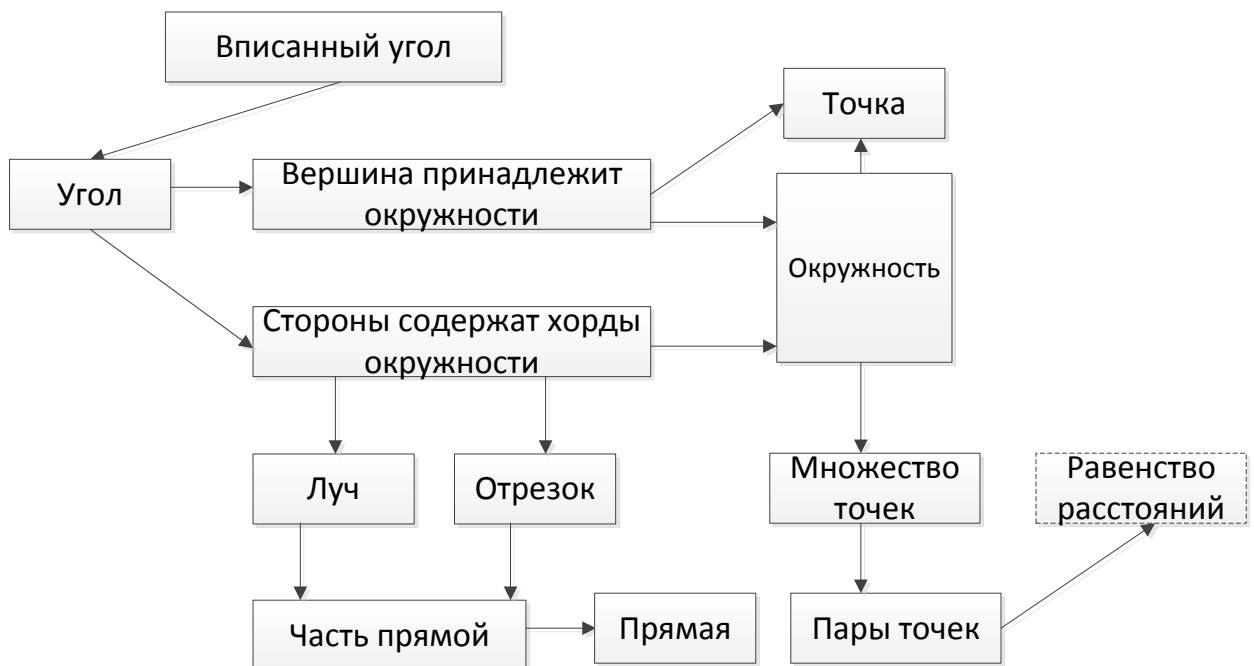 Вписанный угол
Точка
Угол
Вершина принадлежит
окружности
Окружность
Стороны содержат хорды
окружности
Луч
Отрезок
Множество
точек
Равенство
расстояний
Часть прямой
Прямая
Пары точек